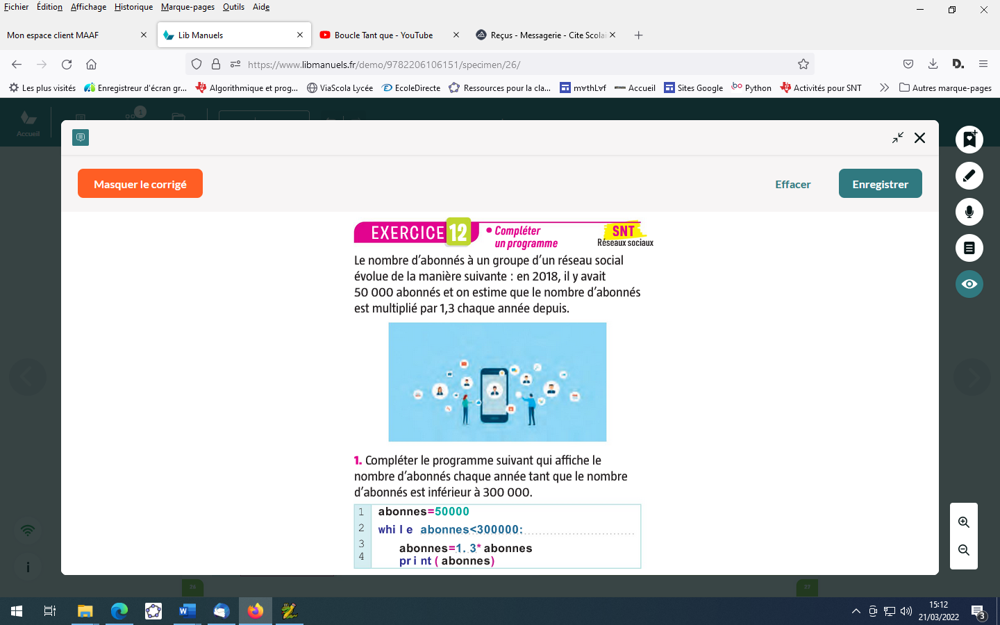 Fichier Édition Affichage Historique Marque-pages Outils Aide
Mon espace client MAAF
Lib Manuels
Boucle Tant que - YouTube
Reçus - Messagerie - Cite Scolai
https://www.libmanuels.fr/demo/9782206106151/specimen/26/
Les plus visités
Enregistreur d'écran gr...
Algorithmique et prog...
ViaScola Lycée
EcoleDirecte
Ressources pour la cla...
m∀thL∀f
Accueil
Sites Google
Python
Activités pour SNT
Autres marque-pages
Accueil
1
Masquer le corrigé
Effacer
Enregistrer
EXERCICE 12
• Compléter
un programme
SNT
Réseaux sociaux
Le nombre d'abonnés à un groupe d'un réseau social
évolue de la manière suivante : en 2018, il y avait
50 000 abonnés et on estime que le nombre d'abonnés
est multiplié par 1,3 chaque année depuis.
1. Compléter le programme suivant qui affiche le
nombre d'abonnés chaque année tant que le nombre
d'abonnés est inférieur à 300 000.
1 abonnes=50000
2 while abonnes<300000:
3 abonnes=1.3*abonnes
4 print(abonnes)
26
27
15:12
21/03/2022
3